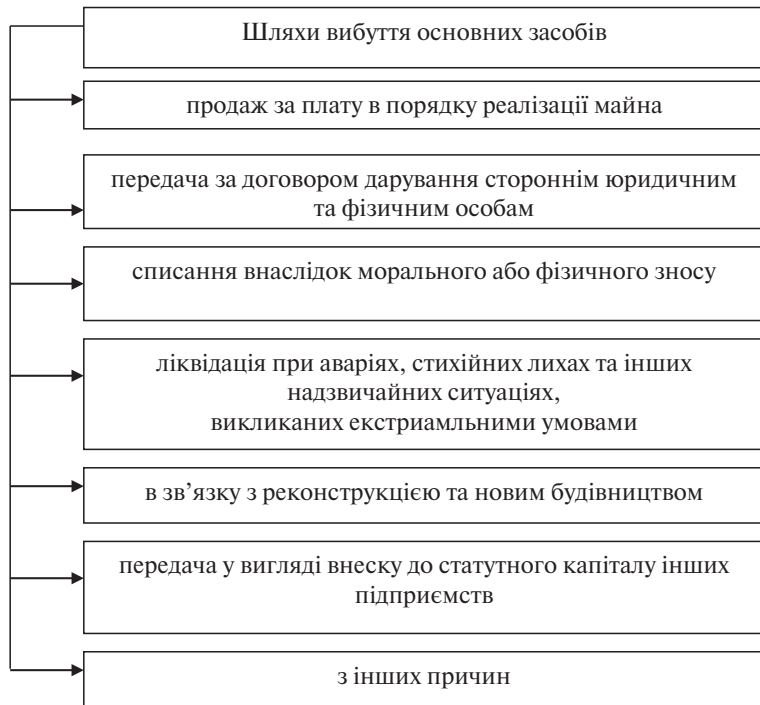 Шляхи вибуття основних засобів
продаж за плату в порядку реалізації майна
передача за договором дарування стороннім юридичним
та фізичним особам
списання внаслідок морального або фізичного зносу
ліквідація при аваріях, стихійних лихах та інших
надзвичайних ситуаціях,
викликаних екстриамльними умовами
в зв’язку з реконструкцією та новим будівництвом
передача у вигляді внеску до статутного капіталу інших
підприємств
з інших причин